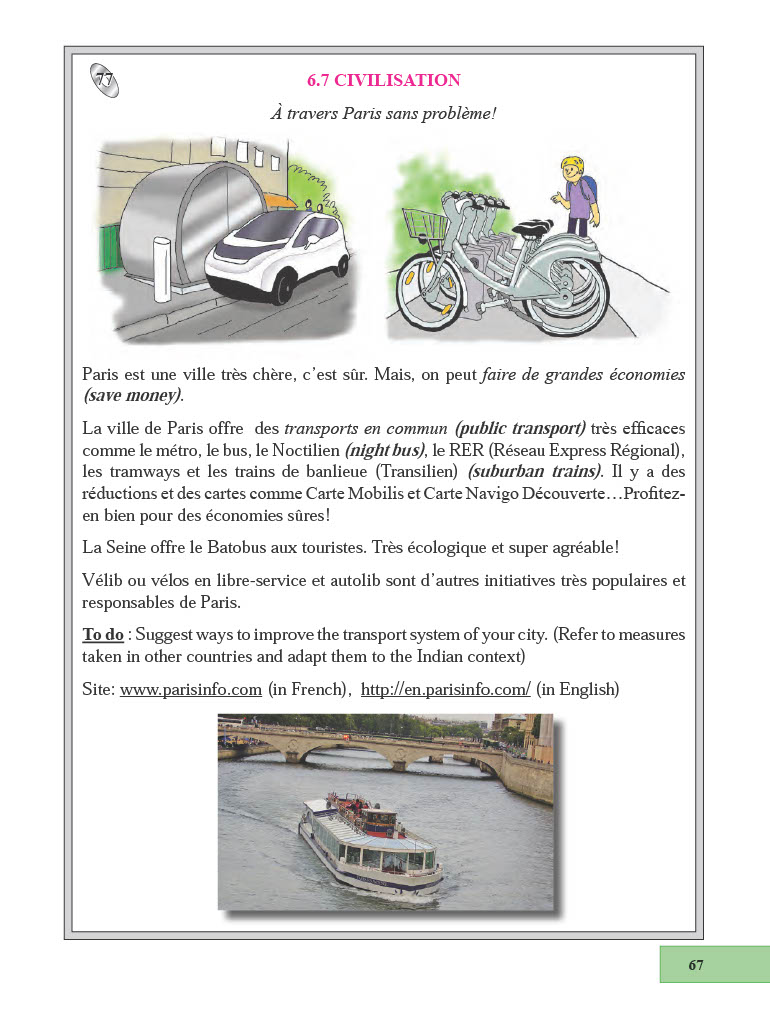 77
6.7 CIVILISATION
À travers Paris sans problème!
Paris est une ville très chère, c’est sûr. Mais, on peut faire de grandes économies
(save money).
La ville de Paris offre des transports en commun (public transport) très efficaces
comme le métro, le bus, le Noctilien (night bus), le RER (Réseau Express Régional),
les tramways et les trains de banlieue (Transilien) (suburban trains). Il y a des
réductions et des cartes comme Carte Mobilis et Carte Navigo Découverte…Profitez-
en bien pour des économies sûres!
La Seine offre le Batobus aux touristes. Très écologique et super agréable!
Vélib ou vélos en libre-service et autolib sont d’autres initiatives très populaires et
responsables de Paris.
To do : Suggest ways to improve the transport system of your city. (Refer to measures
taken in other countries and adapt them to the Indian context)
Site: www.parisinfo.com (in French), http://en.parisinfo.com/ (in English)
67